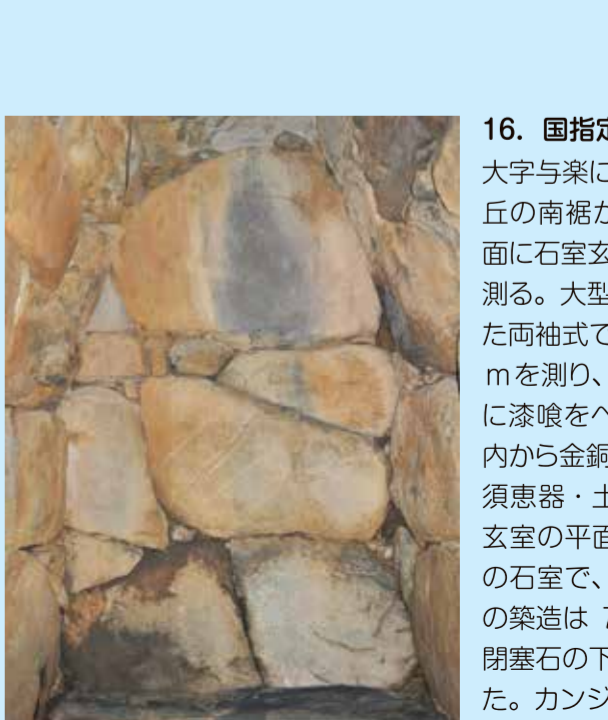 16. 国指定
大字与楽に
丘の南裾か
面に石室玄
測る。大型
た両袖式で
ｍを測り、
に漆喰をベ
内から金銅
須恵器・土
玄室の平面
の石室で、
の築造は 7
閉塞石の下
た。カンジ